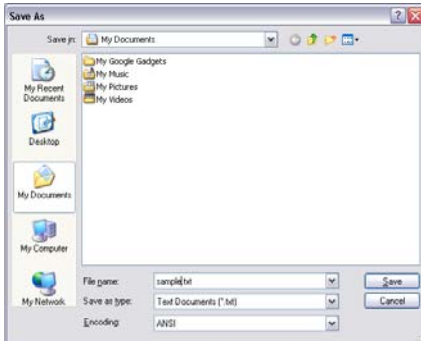 Save As
Save in: My Documents
My Recent
Documents
Desktop
My Documents
My Computer
My Network
My Google Gadgets
My Music
My Pictures
My Videos
File name: sample.txt
Save
Save as type: Text Documents (*.txt)
Cancel
Encoding: ANSI